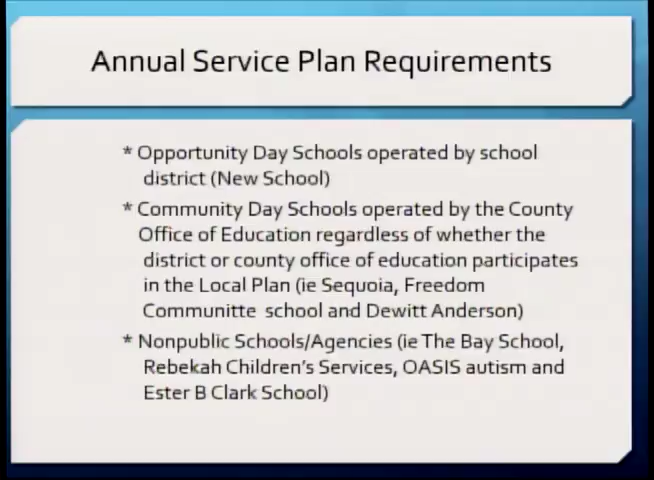 Annual Service Plan Requirements
* Opportunity Day Schools operated by school
district (New School)
* Community Day Schools operated by the County
Office of Education regardless of whether the
district or county office of education participates
in the Local Plan (ie Sequoia, Freedom
Communitte school and Dewitt Anderson)
* Nonpublic Schools/Agencies (ie The Bay School,
Rebekah Children's Services, OASIS autism and
Ester B Clark School)